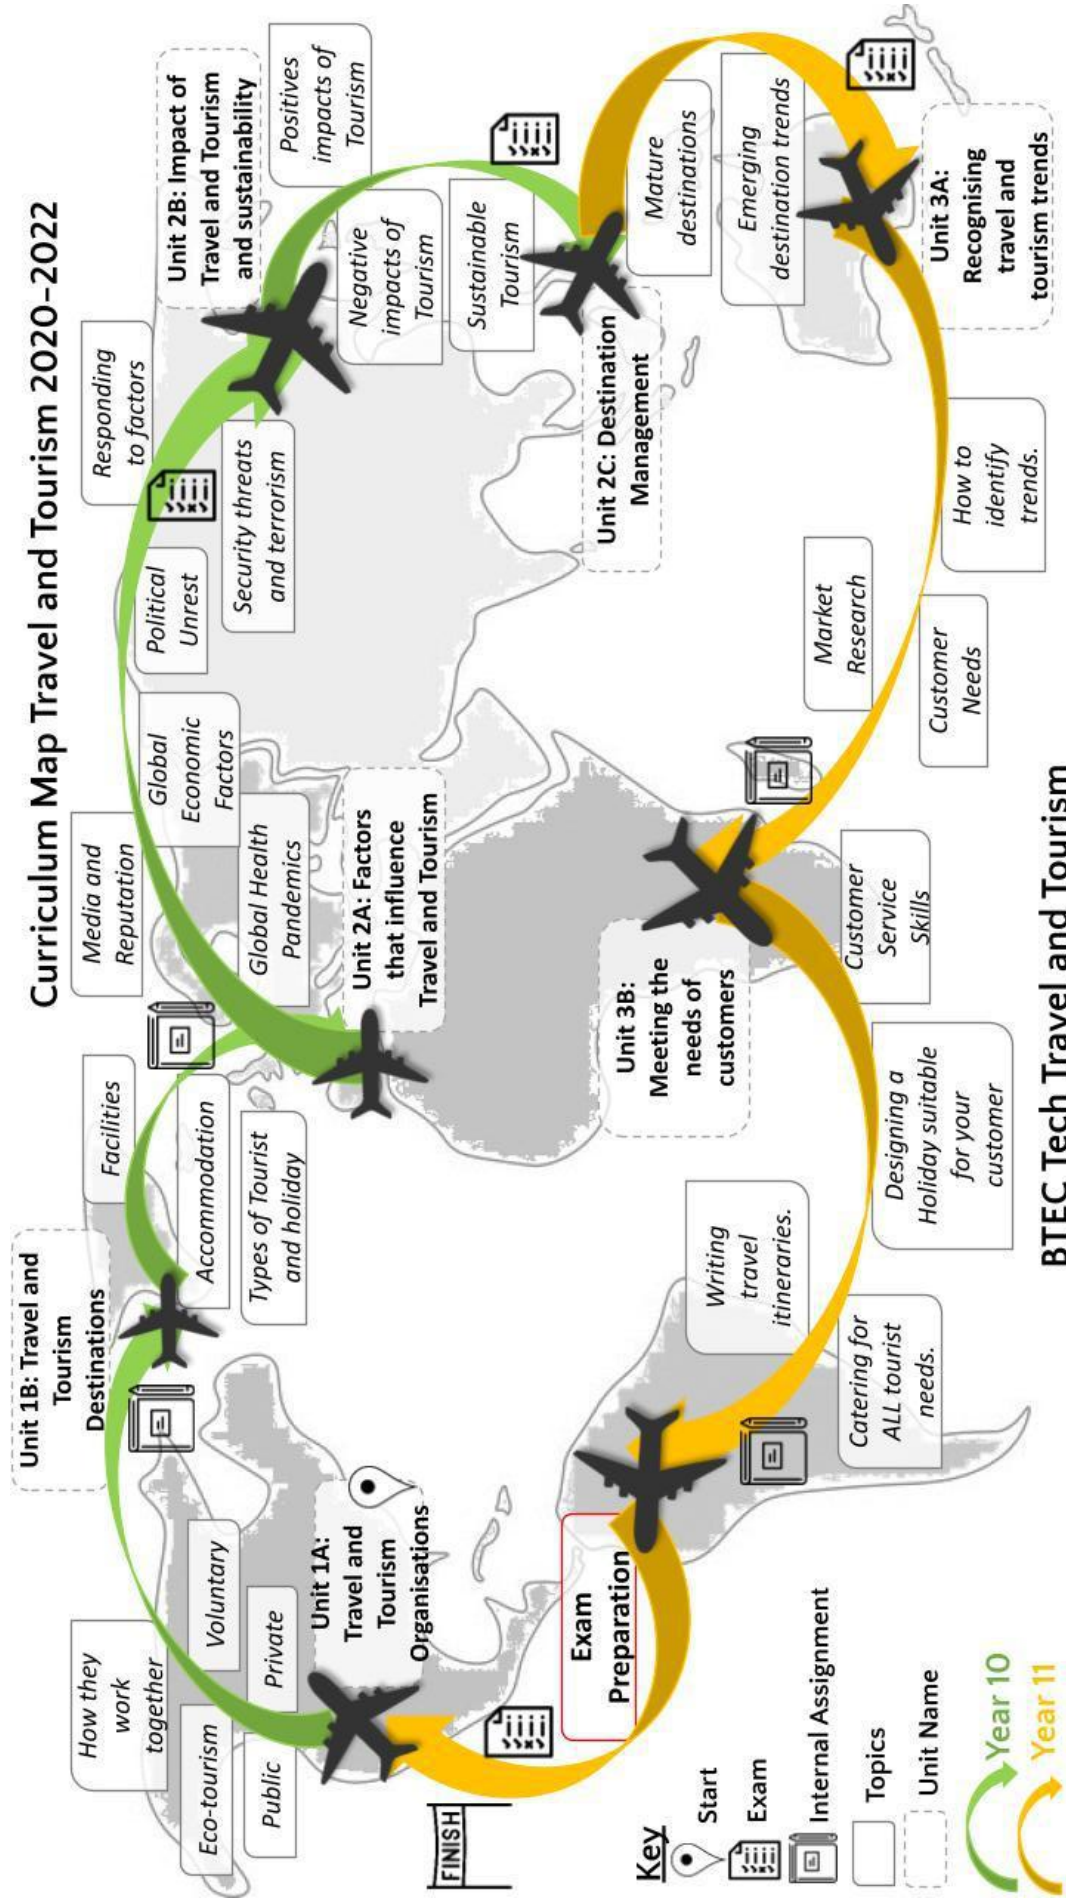 Curriculum Map Travel and Tourism 2020-2022
Unit 1A:
Travel and
Tourism
Organisations
Public
Private
Eco-tourism
Voluntary
How they
work
together
Unit 1B: Travel and
Tourism
Destinations
Facilities
Accommodation
Types of Tourist
and holiday
Unit 2A: Factors
that influence
Travel and Tourism
Media and
Reputation
Global Health
Pandemics
Global
Economic
Factors
Political
Unrest
Security threats
and terrorism
Responding
to factors
Unit 2B: Impact of
Travel and Tourism
and sustainability
Positives
impacts of
Tourism
Negative
impacts of
Tourism
Sustainable
Tourism
Unit 2C: Destination
Management
Mature
destinations
Emerging
destination trends
Unit 3A:
Recognising
travel and
tourism trends
How to
identify
trends.
Customer
Needs
Market
Research
Unit 3B:
Meeting the
needs of
customers
Customer
Service
Skills
Designing a
Holiday suitable
for your
customer
Writing
travel
itineraries.
Catering for
ALL tourist
needs.
Exam
Preparation
FINISH
Key
Start
Exam
Internal Assignment
Topics
Unit Name
Year 10
Year 11
BTEC Tech Travel and Tourism